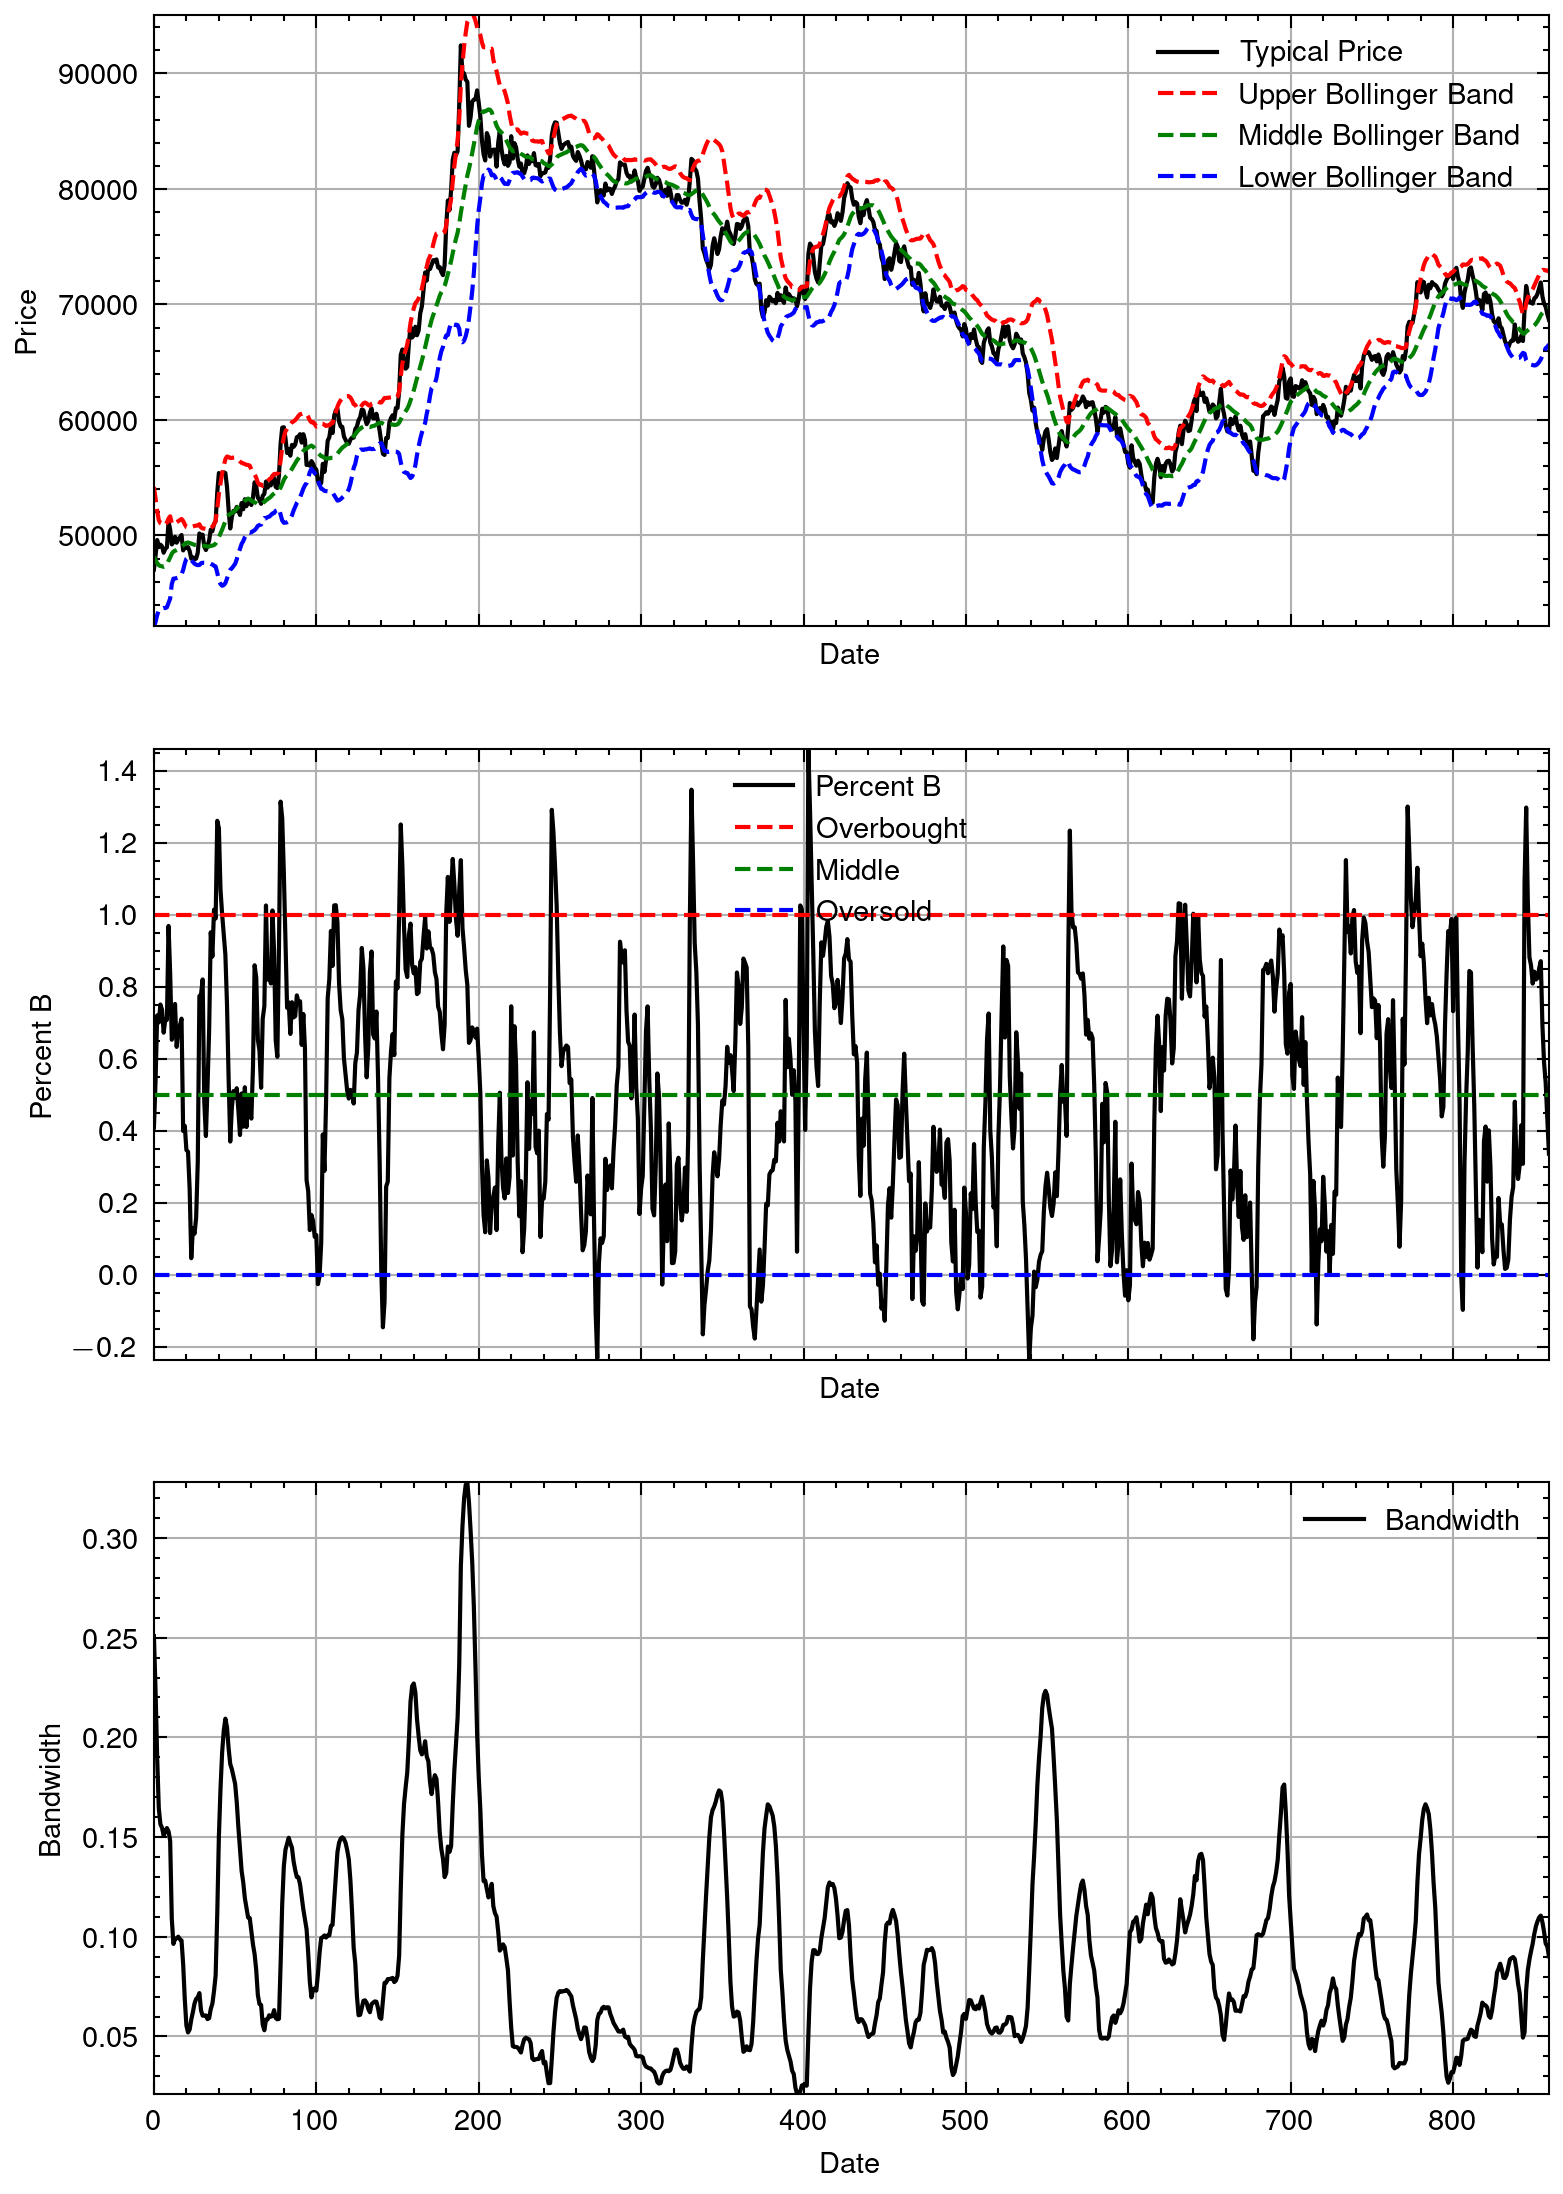 90000
80000
70000
60000
50000
Price
Typical Price
Upper Bollinger Band
Middle Bollinger Band
Lower Bollinger Band
Date
1.4
1.2
1.0
0.8
0.6
0.4
0.2
0.0
−0.2
Percent B
Percent B
Overbought
Middle
Oversold
Date
0.30
0.25
0.20
0.15
0.10
0.05
Bandwidth
Bandwidth
0 100 200 300 400 500 600 700 800
Date